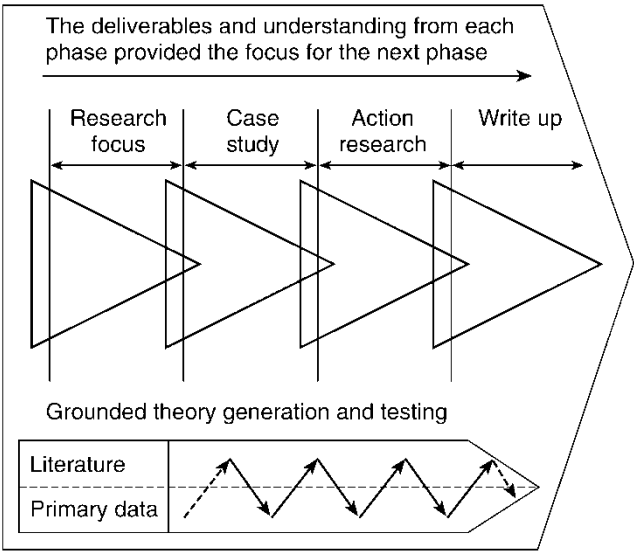 The deliverables and understanding from each
phase provided the focus for the next phase
Research
focus
Case
study
Action
research
Write up
Grounded theory generation and testing
Literature
Primary data